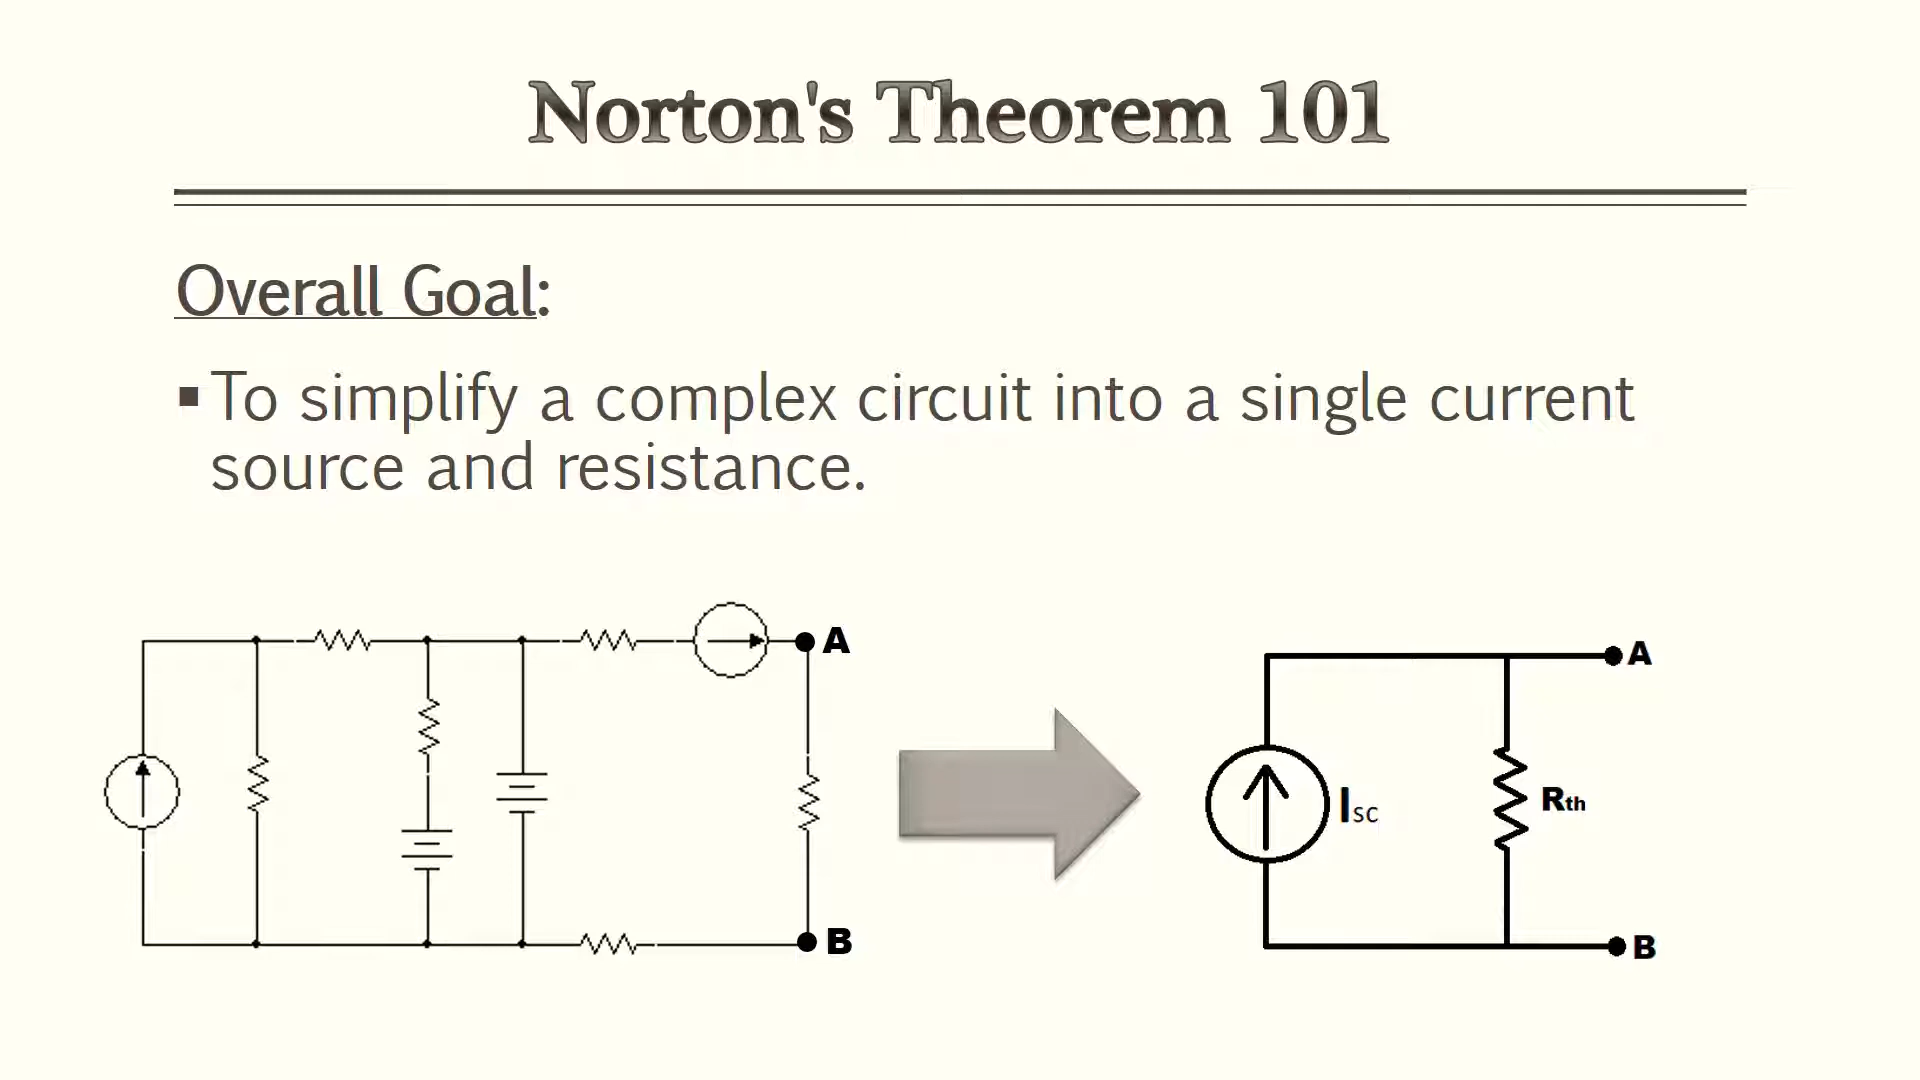 Norton's Theorem 101
Overall Goal:
▪ To simplify a complex circuit into a single current
source and resistance.
A
B
A
Isc
Rth
B